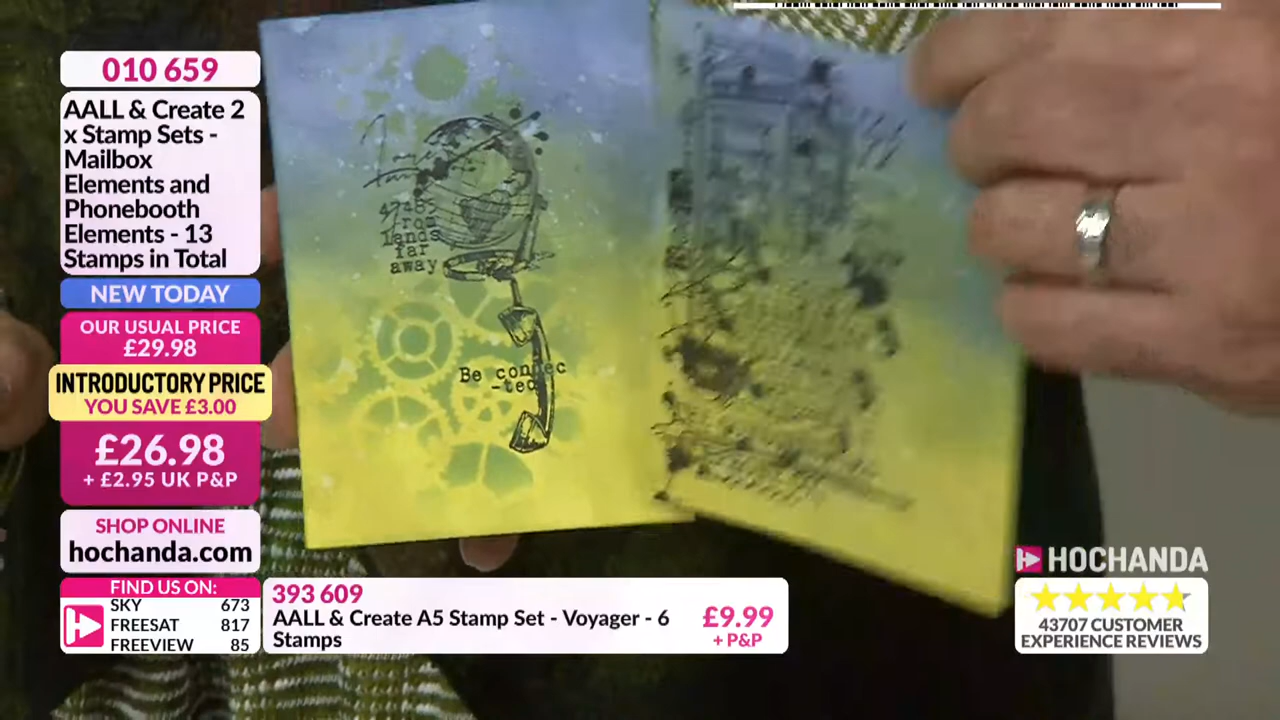 010 659
AALL & Create 2
x Stamp Sets -
Mailbox
Elements and
Phonebooth
Elements - 13
Stamps in Total
NEW TODAY
OUR USUAL PRICE
£29.98
INTRODUCTORY PRICE
YOU SAVE £3.00
£26.98
+ £2.95 UK P&P
SHOP ONLINE
hochanda.com
FIND US ON:
SKY 673
FREESAT 817
FREEVIEW 85
393 609
AALL & Create A5 Stamp Set - Voyager - 6
Stamps
£9.99
+ P&P
HOCHANDA
43707 CUSTOMER
EXPERIENCE REVIEWS
lands
far
away
Be connec
-ted